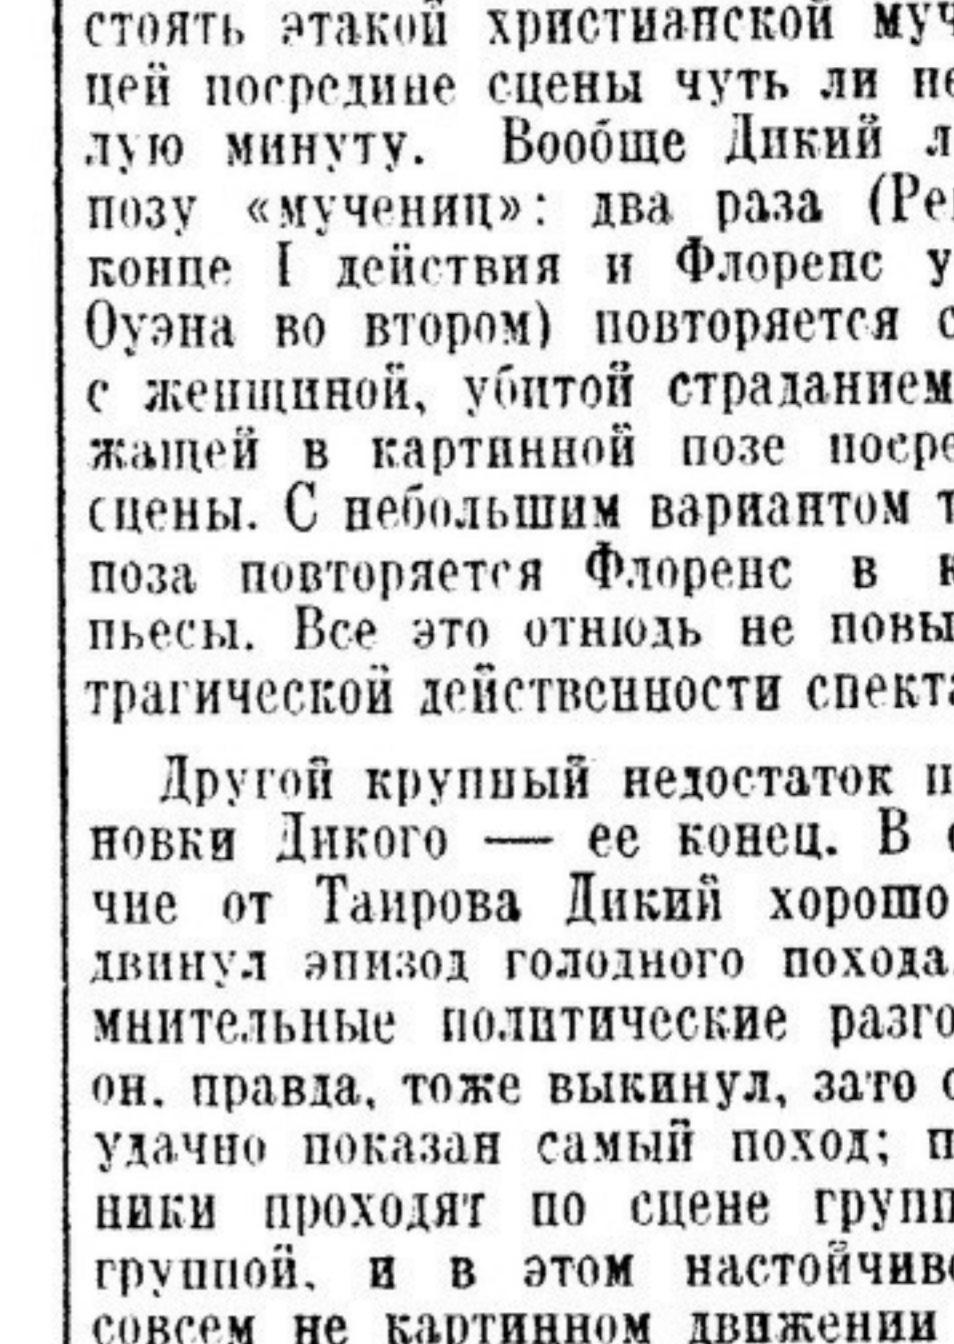 стоять этакой христианской муч
цей посредине сцены чуть ли не
лую минуту. Вообще Дикий л
позу «мучениц»: два раза (Ре
конце I действия и Флоренс у
Оуэна во втором) повторяется с
с женщиной, убитой страданием
жащей в картинной позе посре
сцены. С небольшим вариантом т
поза повторяется Флоренс в к
пьесы. Все это отнюдь не повы
трагической действенности спекта
Другой крупный недостаток п
новки Дикого — ее конец. В о
чие от Таирова Дикий хорошо
двинул эпизод голодного похода.
мнительные политические разго
он, правда, тоже выкинул, зато о
удачно показан самый поход; п
ники проходят по сцене групп
группой, и в этом настойчиво
совсем не картинном движении